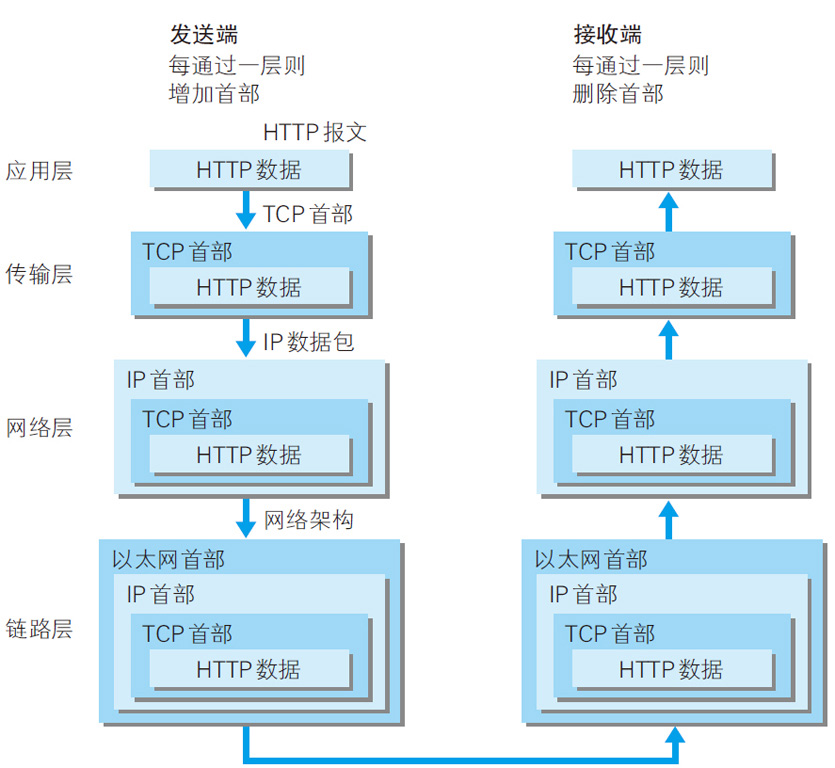 发送端
每通过一层则
增加首部
接收端
每通过一层则
删除首部
HTTP 报文
应用层
HTTP 数据
HTTP 数据
TCP 首部
传输层
TCP 首部
HTTP 数据
TCP 首部
HTTP 数据
IP 数据包
网络层
IP 首部
TCP 首部
HTTP 数据
IP 首部
TCP 首部
HTTP 数据
网络架构
链路层
以太网首部
IP 首部
TCP 首部
HTTP 数据
以太网首部
IP 首部
TCP 首部
HTTP 数据